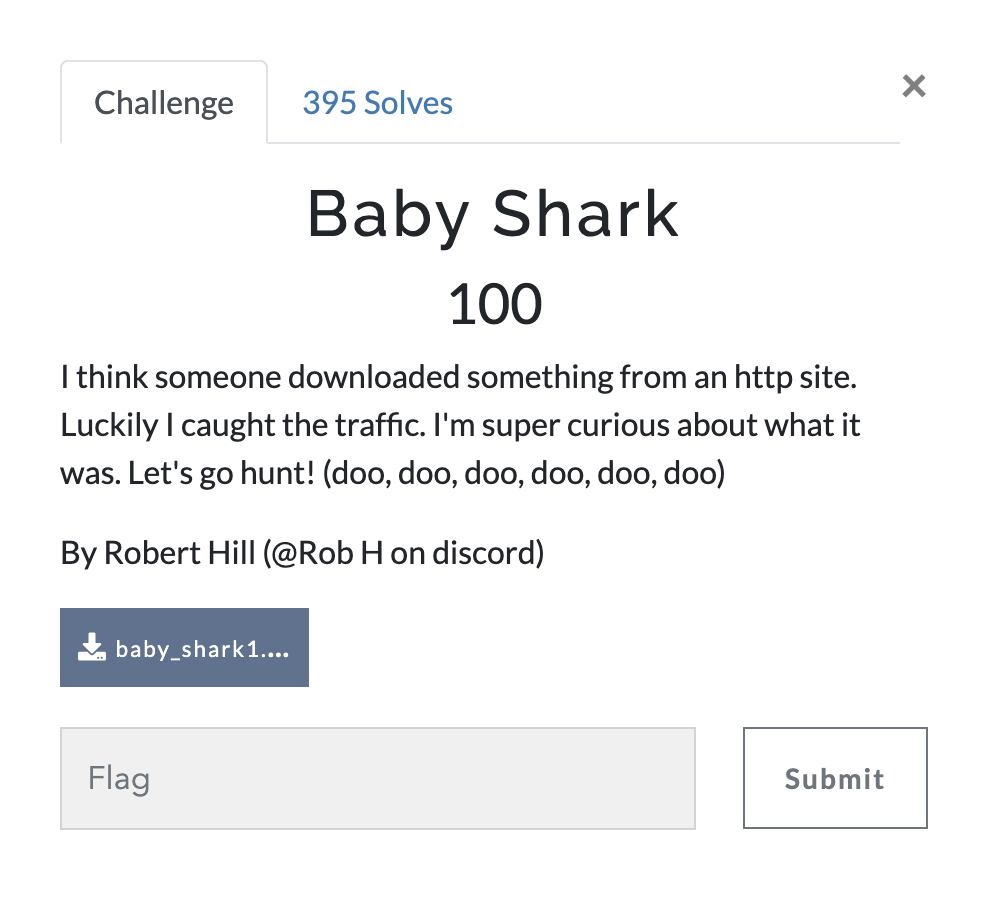 Challenge
395 Solves
×
Baby Shark
100
I think someone downloaded something from an http site.
Luckily I caught the traffic. I'm super curious about what it
was. Let's go hunt! (doo, doo, doo, doo, doo, doo)
By Robert Hill (@Rob H on discord)
baby_shark1....
Flag
Submit